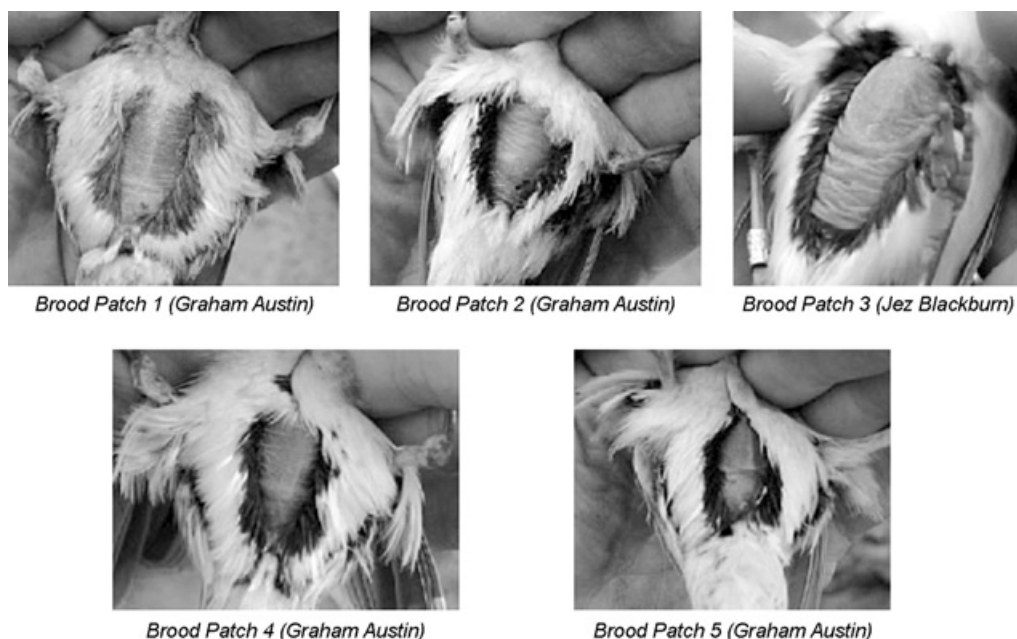 Brood Patch 1 (Graham Austin)
Brood Patch 2 (Graham Austin)
Brood Patch 3 (Jez Blackburn)
Brood Patch 4 (Graham Austin)
Brood Patch 5 (Graham Austin)